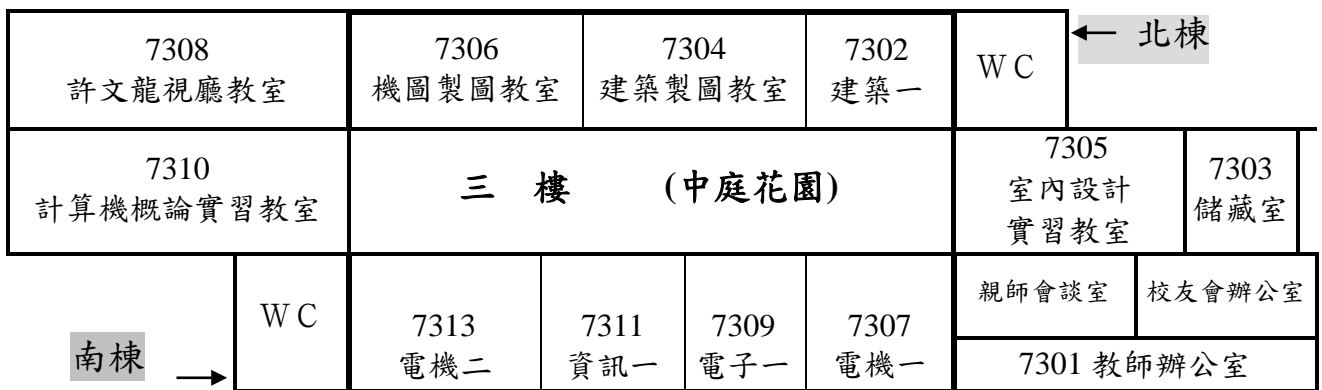 7308
許文龍視廳教室
7306
機圖製圖教室
7304
建築製圖教室
7302
建築一
ＷＣ
← 北棟
7310
計算機概論實習教室
三 樓 (中庭花園)
7305
室內設計
實習教室
7303
儲藏室
南棟 →
ＷＣ
7313
電機二
7311
資訊一
7309
電子一
7307
電機一
親師會談室
校友會辦公室
7301 教師辦公室